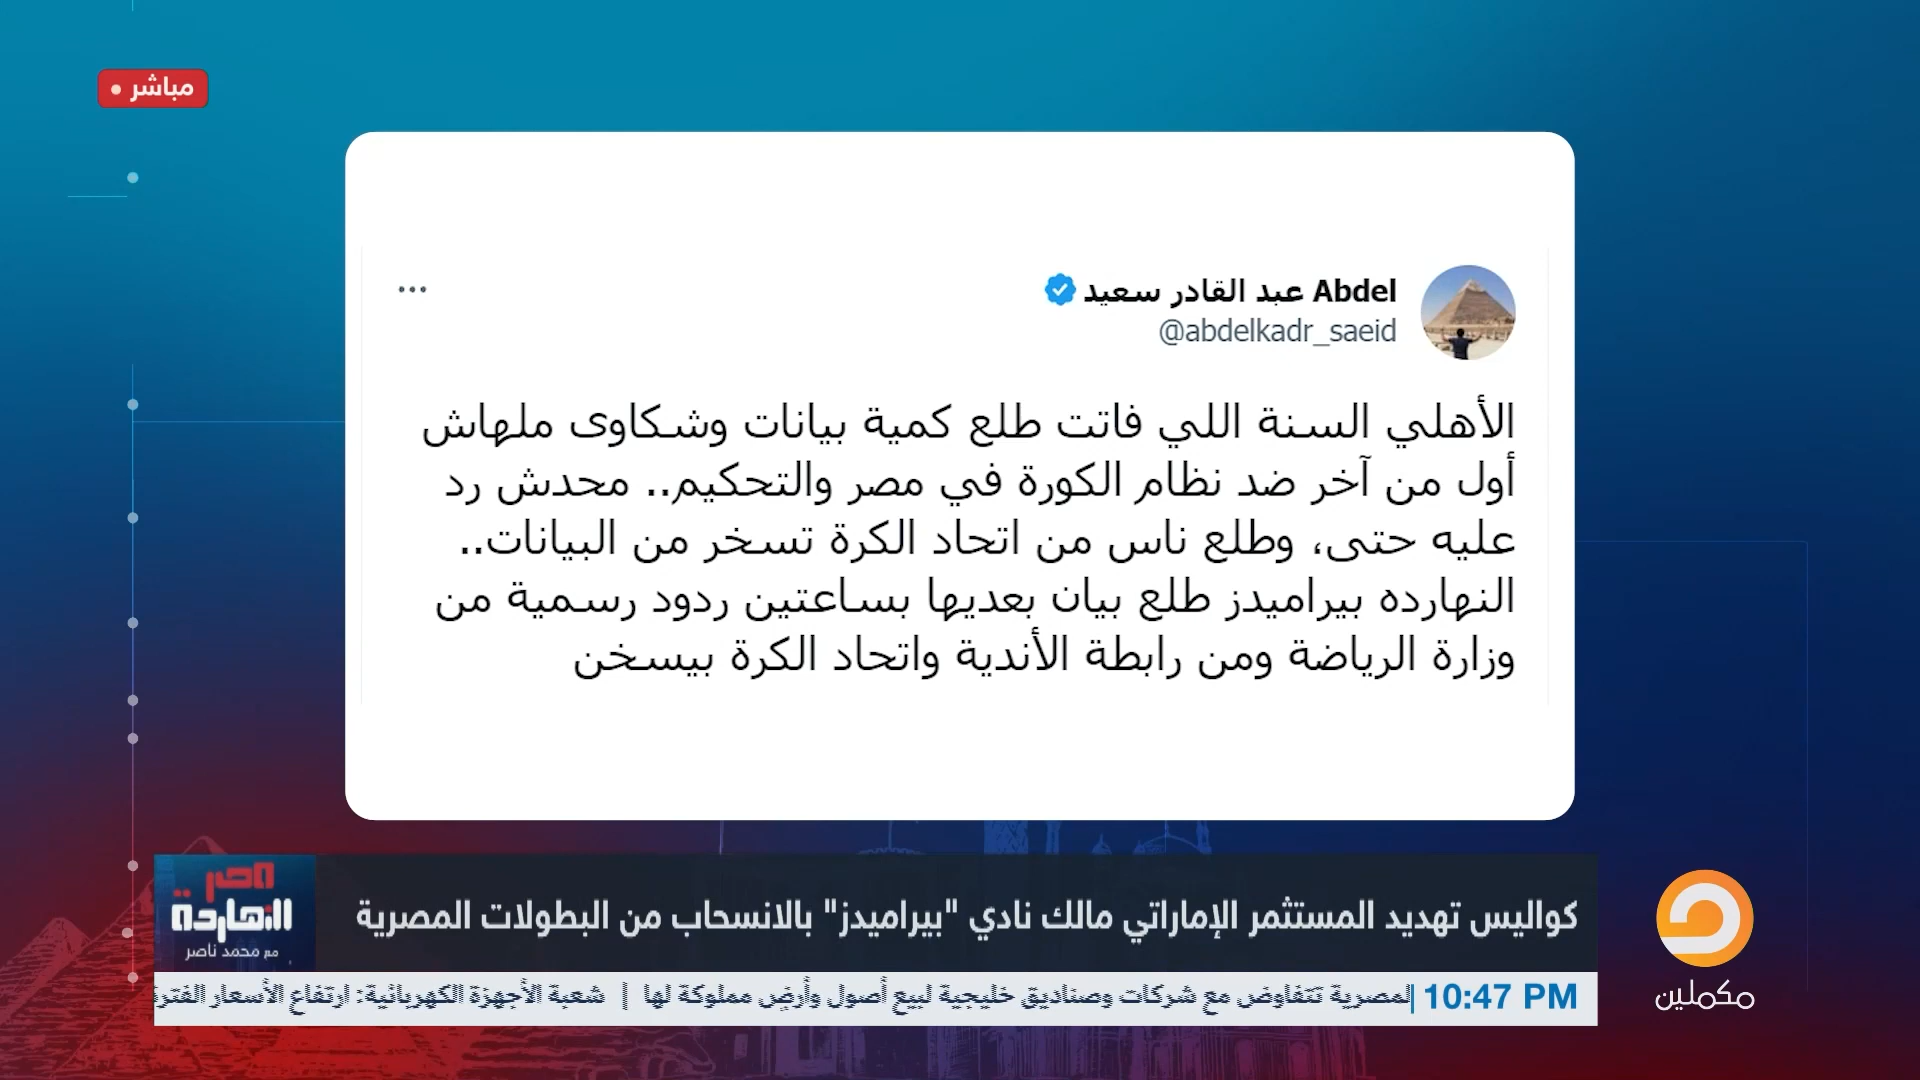 مباشر
Abdel عبد القادر سعيد
@abdelkadr_saeid
الأهلي السنة اللي فاتت طلع كمية بيانات وشكاوى ملهاش
أول من آخر ضد نظام الكورة في مصر والتحكيم.. محدش رد
عليه حتى، وطلع ناس من اتحاد الكرة تسخر من البيانات..
النهارده بيراميدز طلع بيان بعديها بساعتين ردود رسمية من
وزارة الرياضة ومن رابطة الأندية واتحاد الكرة بيسخن
كواليس تهديد المستثمر الإماراتي مالك نادي "بيراميدز" بالانسحاب من البطولات المصرية
مصر
النهاردة
مع محمد ناصر
10:47 PM
لمصرية تتفاوض مع شركات وصناديق خليجية لبيع أصول وأرضٍ مملوكة لها | شعبة الأجهزة الكهربائية: ارتفاع الأسعار الفترة
مكملين